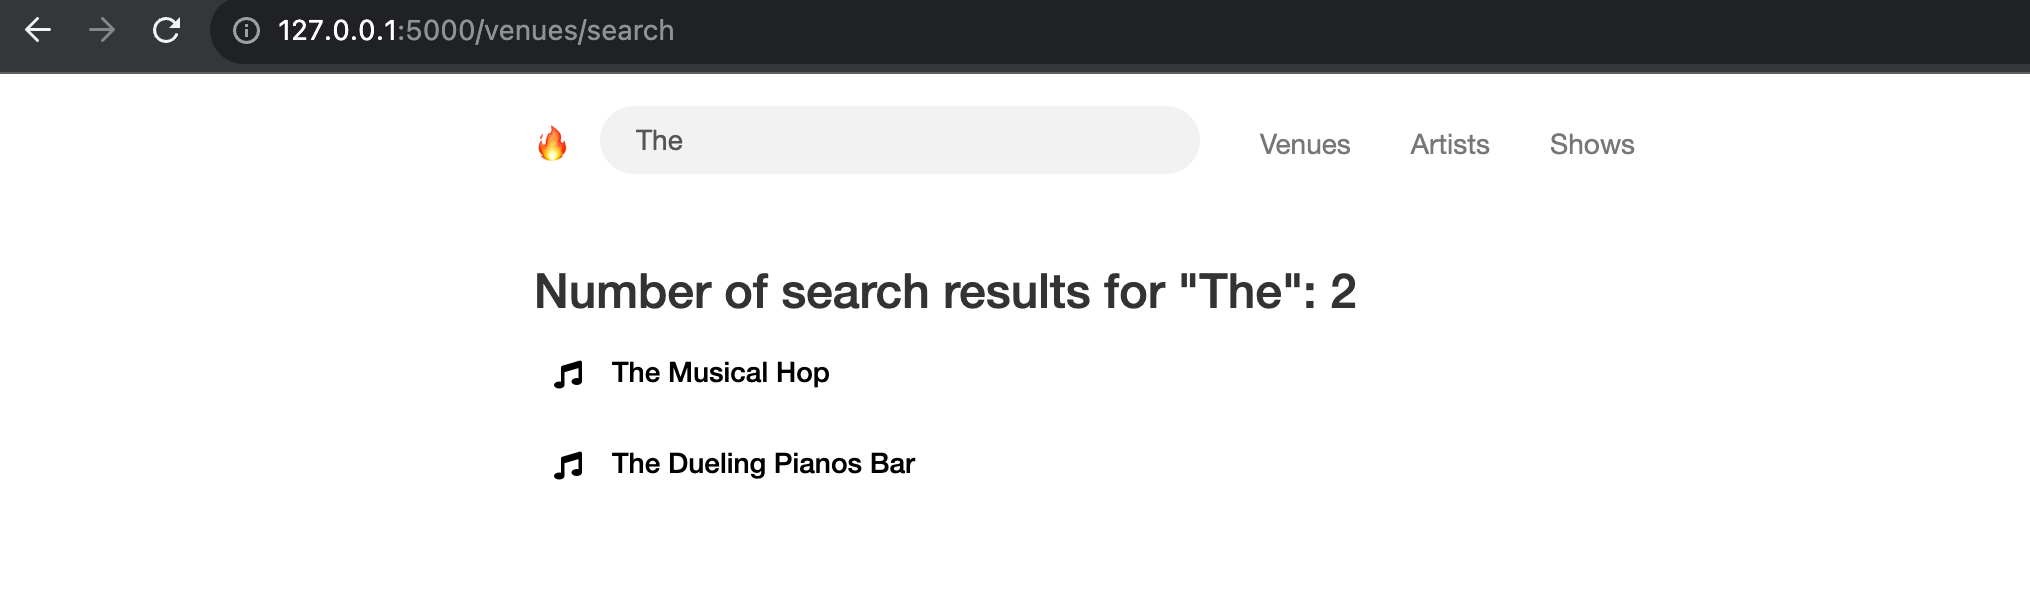 127.0.0.1:5000/venues/search
The
Venues Artists Shows
Number of search results for "The": 2
The Musical Hop
The Dueling Pianos Bar